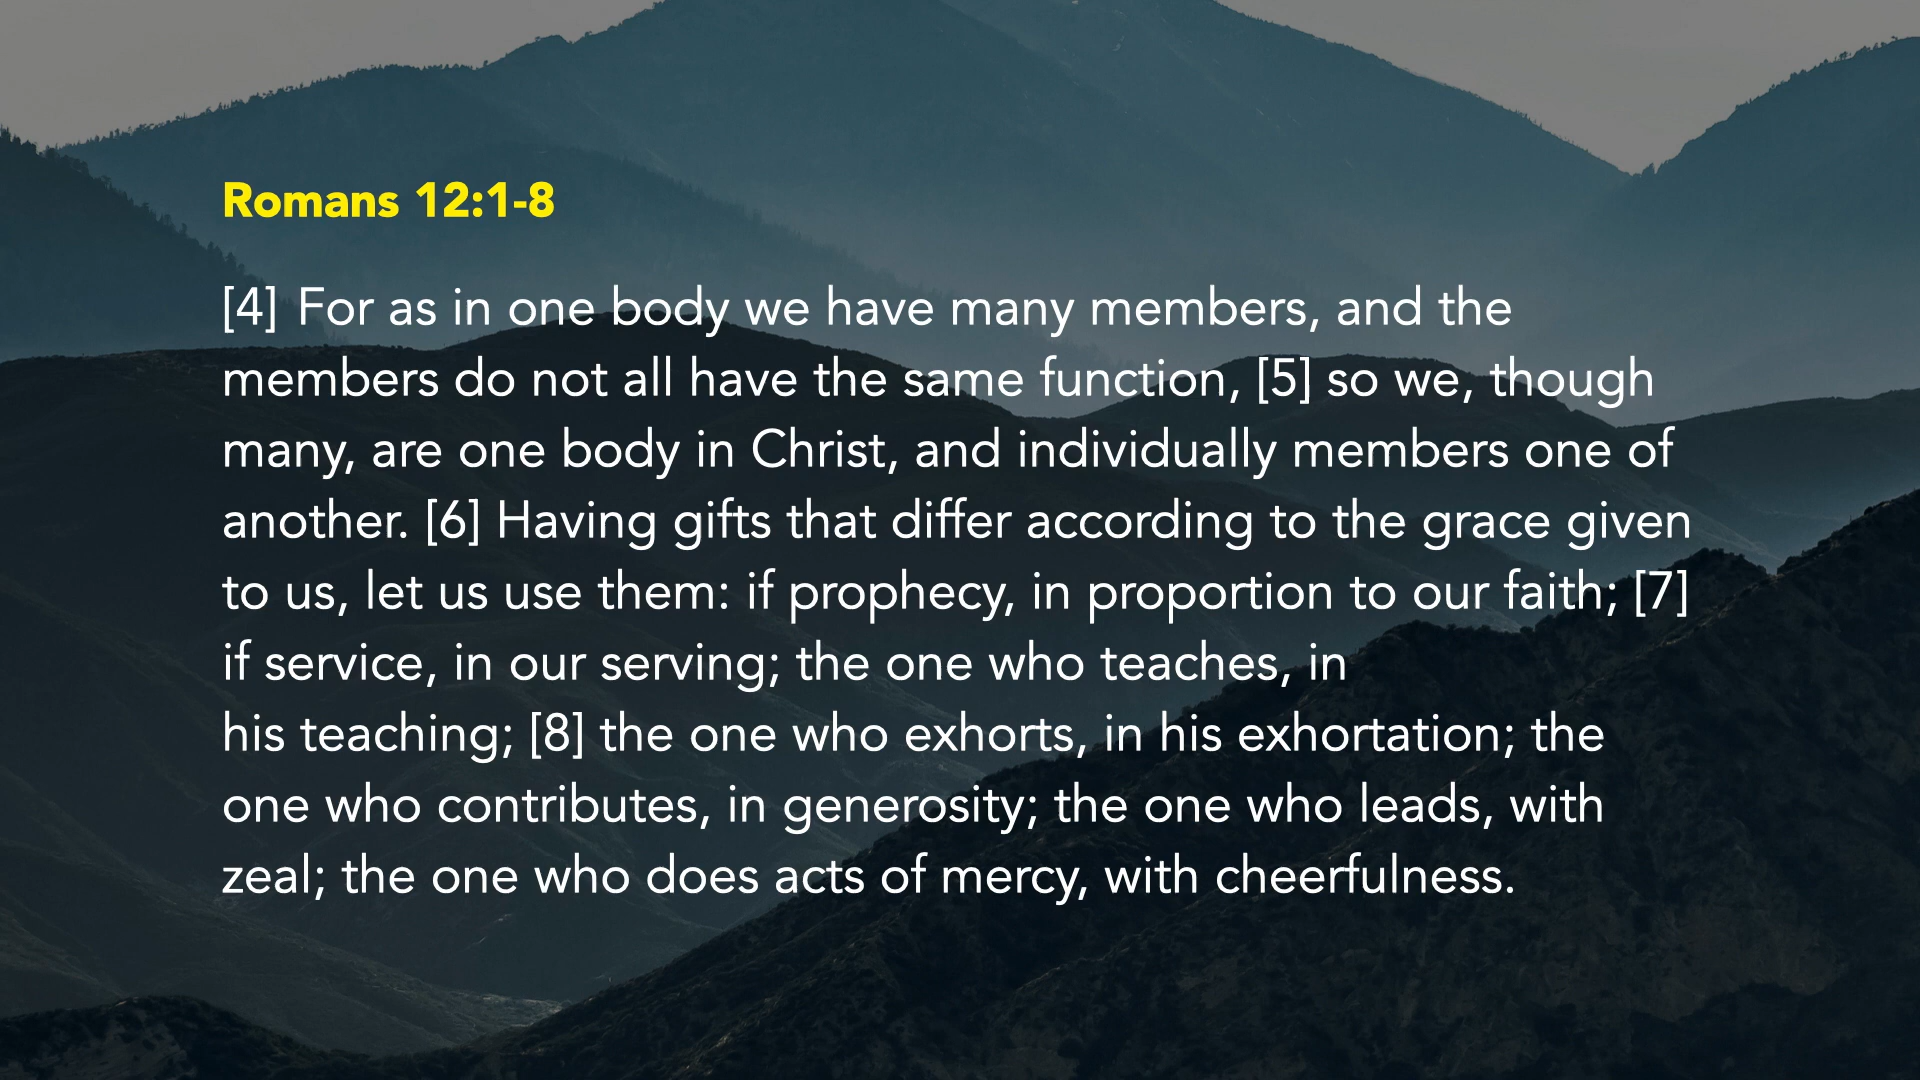 Romans 12:1-8
[4] For as in one body we have many members, and the
members do not all have the same function, [5] so we, though
many, are one body in Christ, and individually members one of
another. [6] Having gifts that differ according to the grace given
to us, let us use them: if prophecy, in proportion to our faith; [7]
if service, in our serving; the one who teaches, in
his teaching; [8] the one who exhorts, in his exhortation; the
one who contributes, in generosity; the one who leads, with
zeal; the one who does acts of mercy, with cheerfulness.